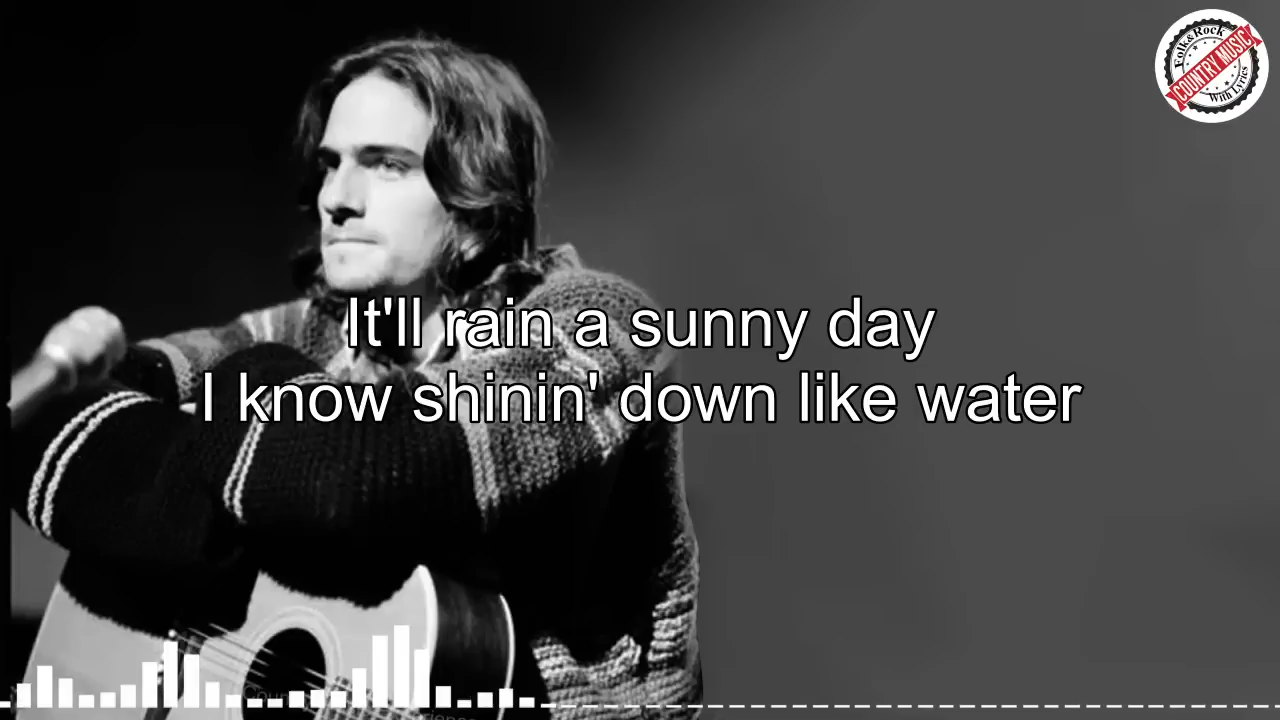 Folk&Rock
COUNTRY MUSIC
With Lyrics
It'll rain a sunny day
I know shinin' down like water